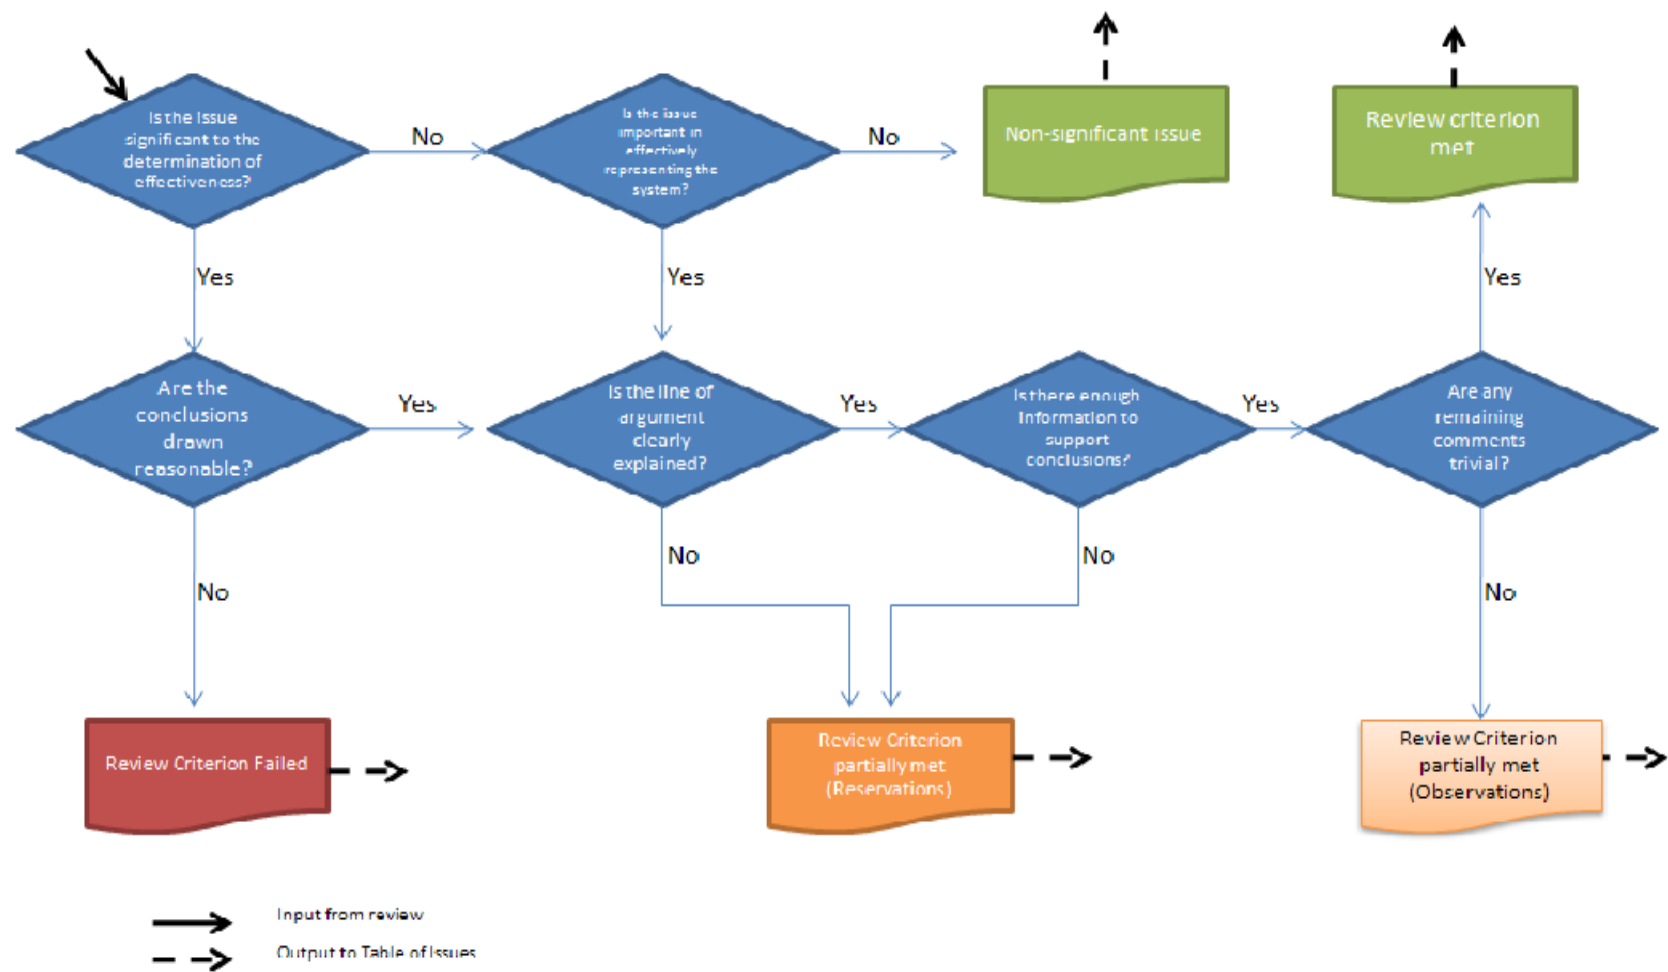 Is the issue
significant to the
determination of
effectiveness?
No
Is the issue
important in
effectively
representing the
system?
No
Non-significant issue
Review criterion
met
Yes
Yes
Yes
Are the
conclusions
drawn
reasonable?
Yes
Is the line of
argument
clearly
explained?
Yes
Is there enough
information to
support
conclusions?
Yes
Are any
remaining
comments
trivial?
No
No
No
No
Review Criterion Failed
Review Criterion
partially met
(Reservations)
Review Criterion
partially met
(Observations)
Input from review
Output to Table of Issues